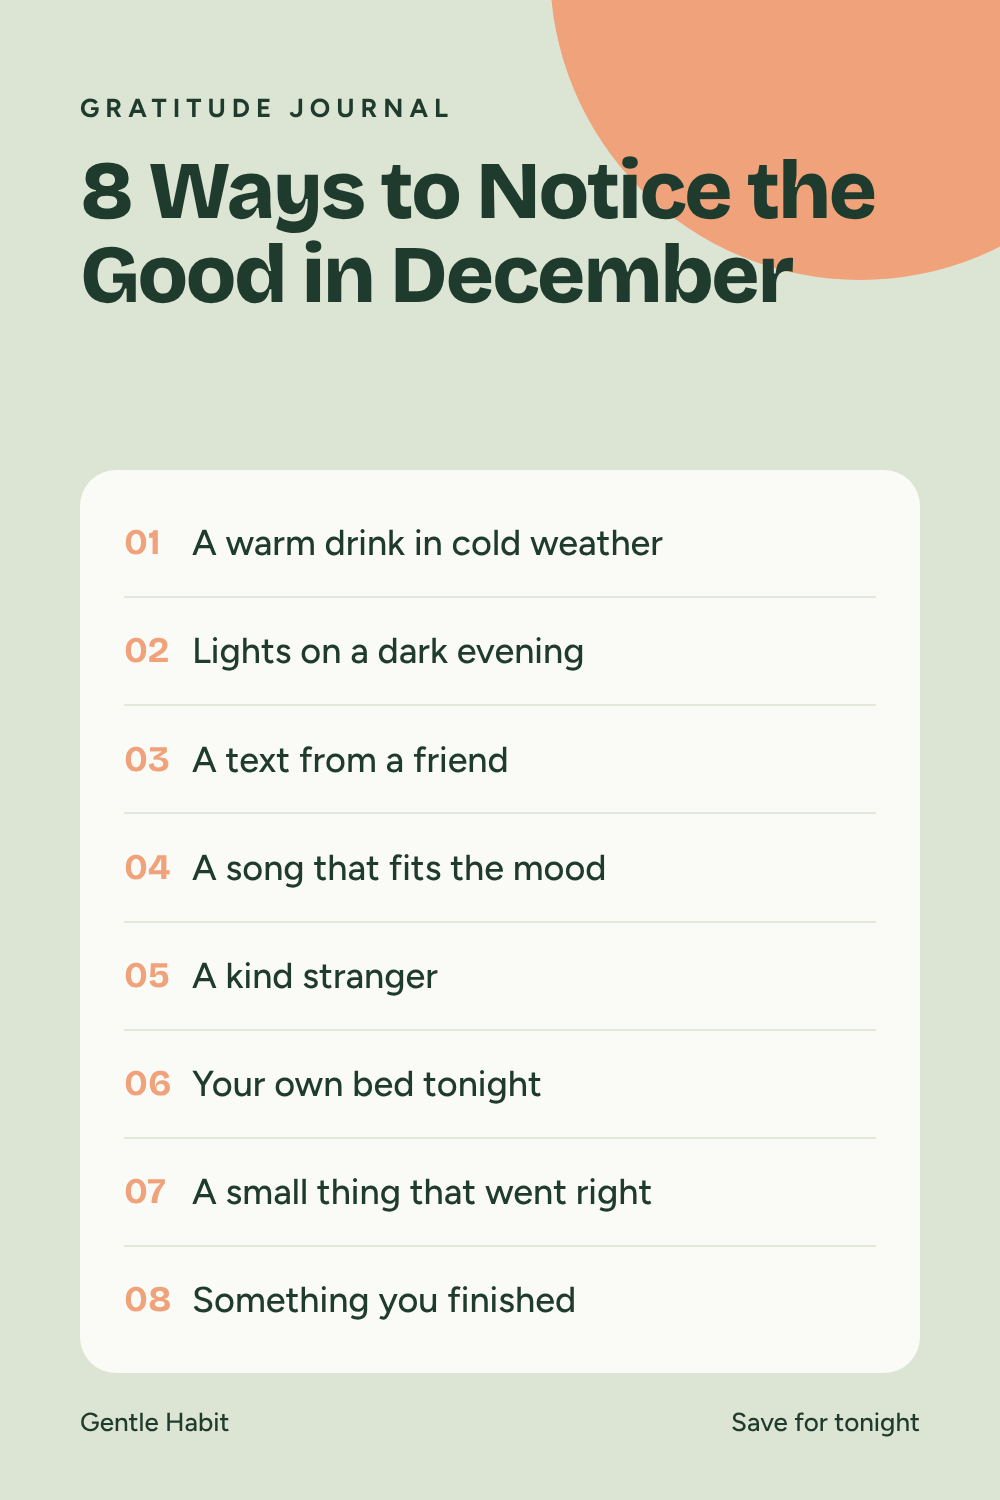 GRATITUDE JOURNAL
8 Ways to Notice the
Good in December
01 A warm drink in cold weather
02 Lights on a dark evening
03 A text from a friend
04 A song that fits the mood
05 A kind stranger
06 Your own bed tonight
07 A small thing that went right
08 Something you finished
Gentle Habit
Save for tonight